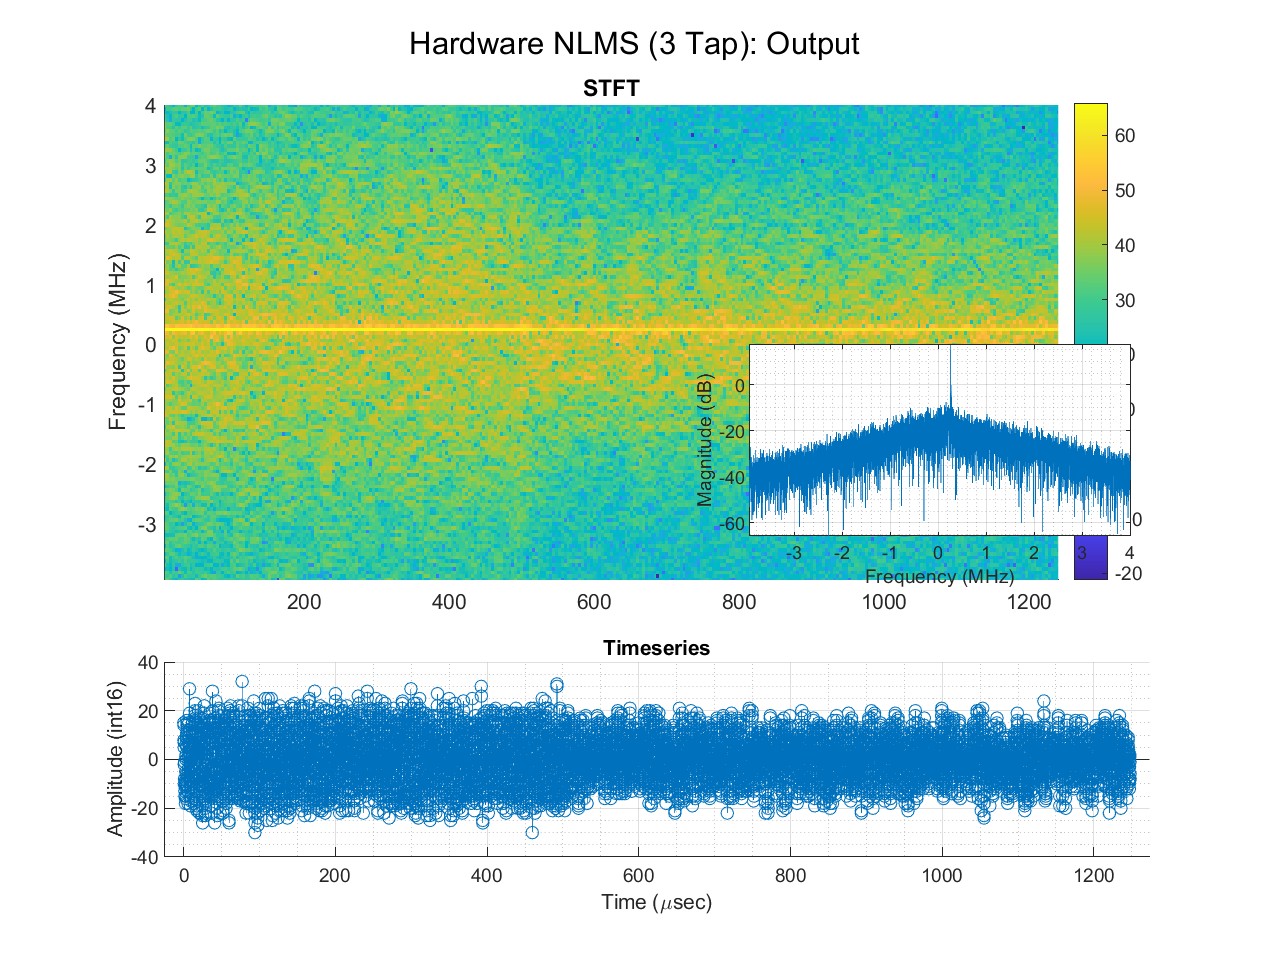 Hardware NLMS (3 Tap): Output
STFT
4
3
2
1
0
-1
-2
-3
Frequency (MHz)
200 400 600 800 1000 1200
60
50
40
30
0
0
0
-20
0
-20
-40
-60
Magnitude (dB)
-3 -2 -1 0 1 2 3 4
Frequency (MHz)
Timeseries
40
20
0
-20
-40
Amplitude (int16)
0 200 400 600 800 1000 1200
Time (μsec)